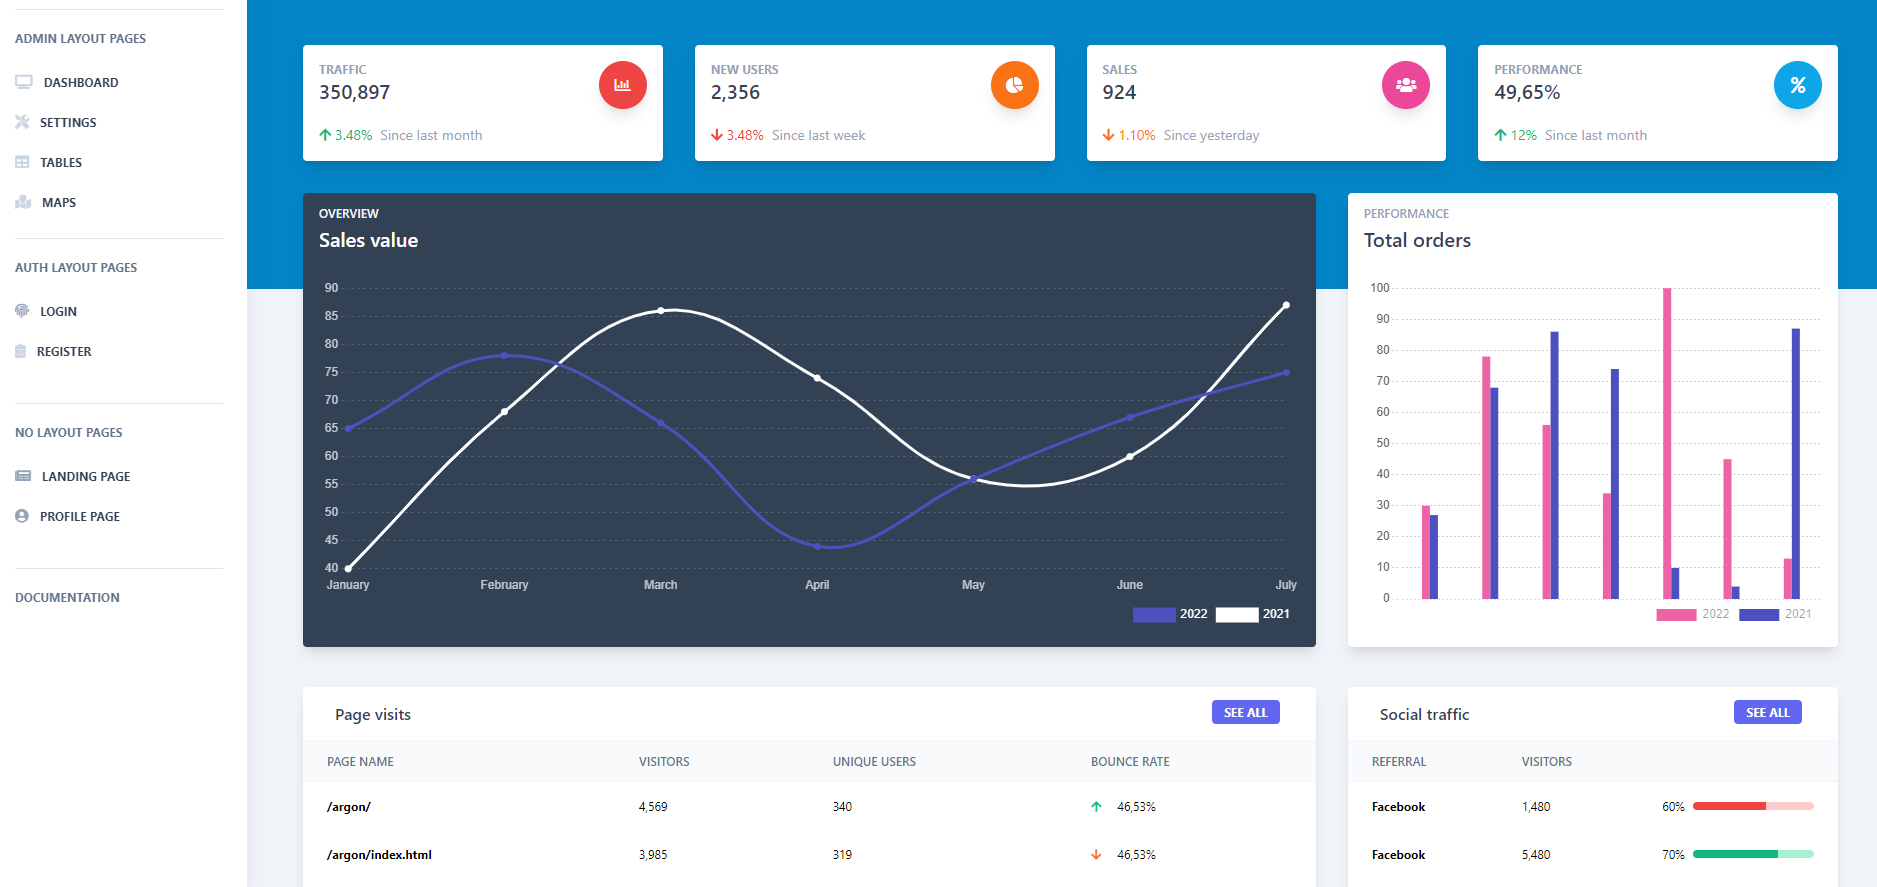 ADMIN LAYOUT PAGES
DASHBOARD
SETTINGS
TABLES
MAPS
AUTH LAYOUT PAGES
LOGIN
REGISTER
NO LAYOUT PAGES
LANDING PAGE
PROFILE PAGE
DOCUMENTATION
TRAFFIC
350,897
3.48% Since last month
NEW USERS
2,356
3.48% Since last week
SALES
924
1.10% Since yesterday
PERFORMANCE
49,65%
12% Since last month
OVERVIEW
Sales value
90
85
80
75
70
65
60
55
50
45
40
January February March April May June July
2022 2021
PERFORMANCE
Total orders
100
90
80
70
60
50
40
30
20
10
0
2022 2021
Page visits SEE ALL
PAGE NAME VISITORS UNIQUE USERS BOUNCE RATE
/argon/ 4,569 340 46,53%
/argon/index.html 3,985 319 46,53%
Social traffic SEE ALL
REFERRAL VISITORS
Facebook 1,480 60%
Facebook 5,480 70%